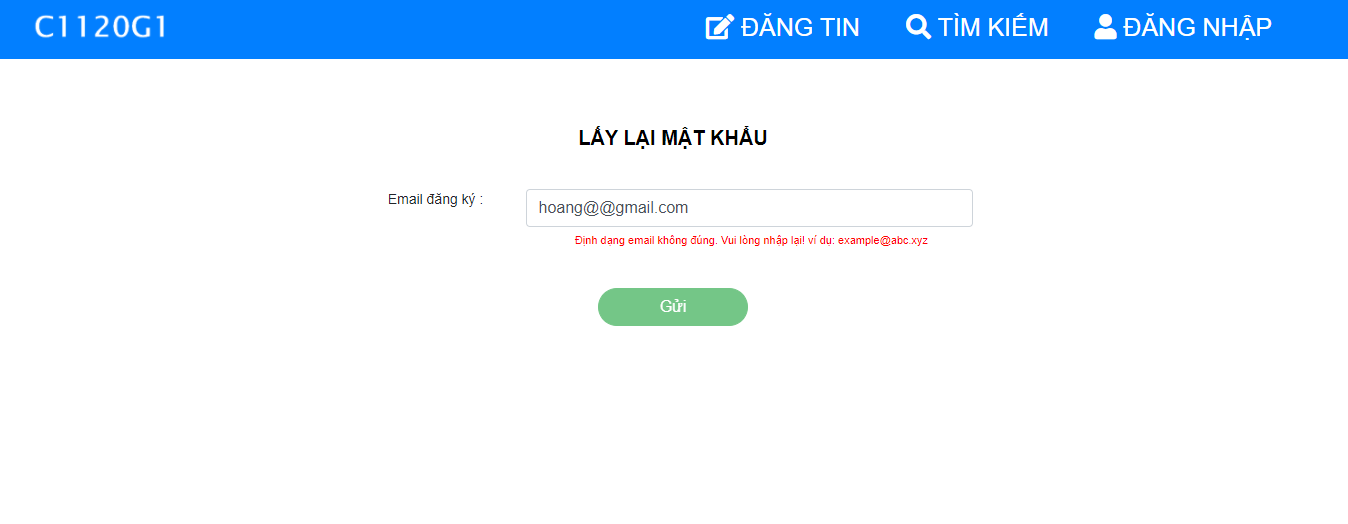 C1120G1 ĐĂNG TIN TÌM KIẾM ĐĂNG NHẬP
LẤY LẠI MẬT KHẨU
Email đăng ký : hoang@@gmail.com
Định dạng email không đúng. Vui lòng nhập lại! ví dụ: example@abc.xyz
Gửi